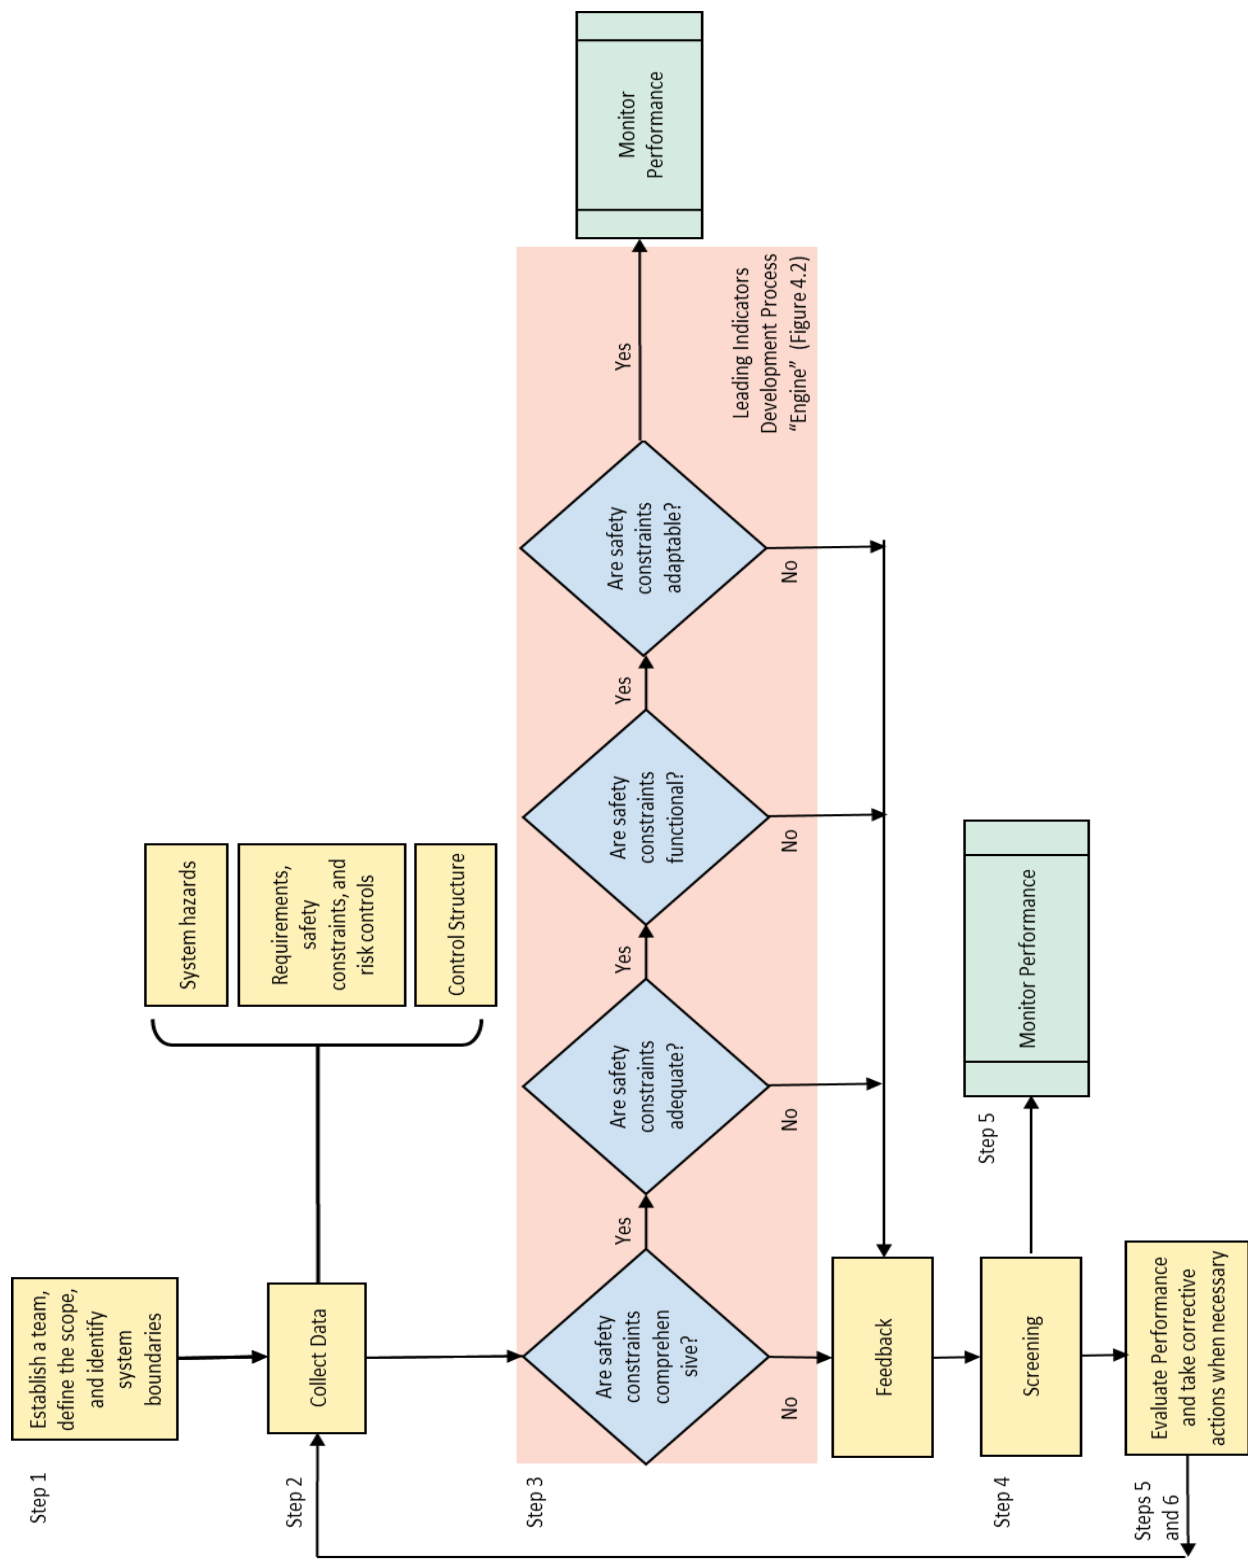 Step 1
Establish a team,
define the scope,
and identify
system
boundaries
Step 2
Collect Data
System hazards
Requirements,
safety
constraints, and
risk controls
Control Structure
Step 3
Are safety
constraints
comprehen
sive?
Yes
No
Are safety
constraints
adequate?
Yes
No
Are safety
constraints
functional?
Yes
No
Are safety
constraints
adaptable?
Yes
No
Monitor
Performance
Leading Indicators
Development Process
“Engine” (Figure 4.2)
Feedback
Step 4
Screening
Step 5
Monitor Performance
Steps 5
and 6
Evaluate Performance
and take corrective
actions when necessary